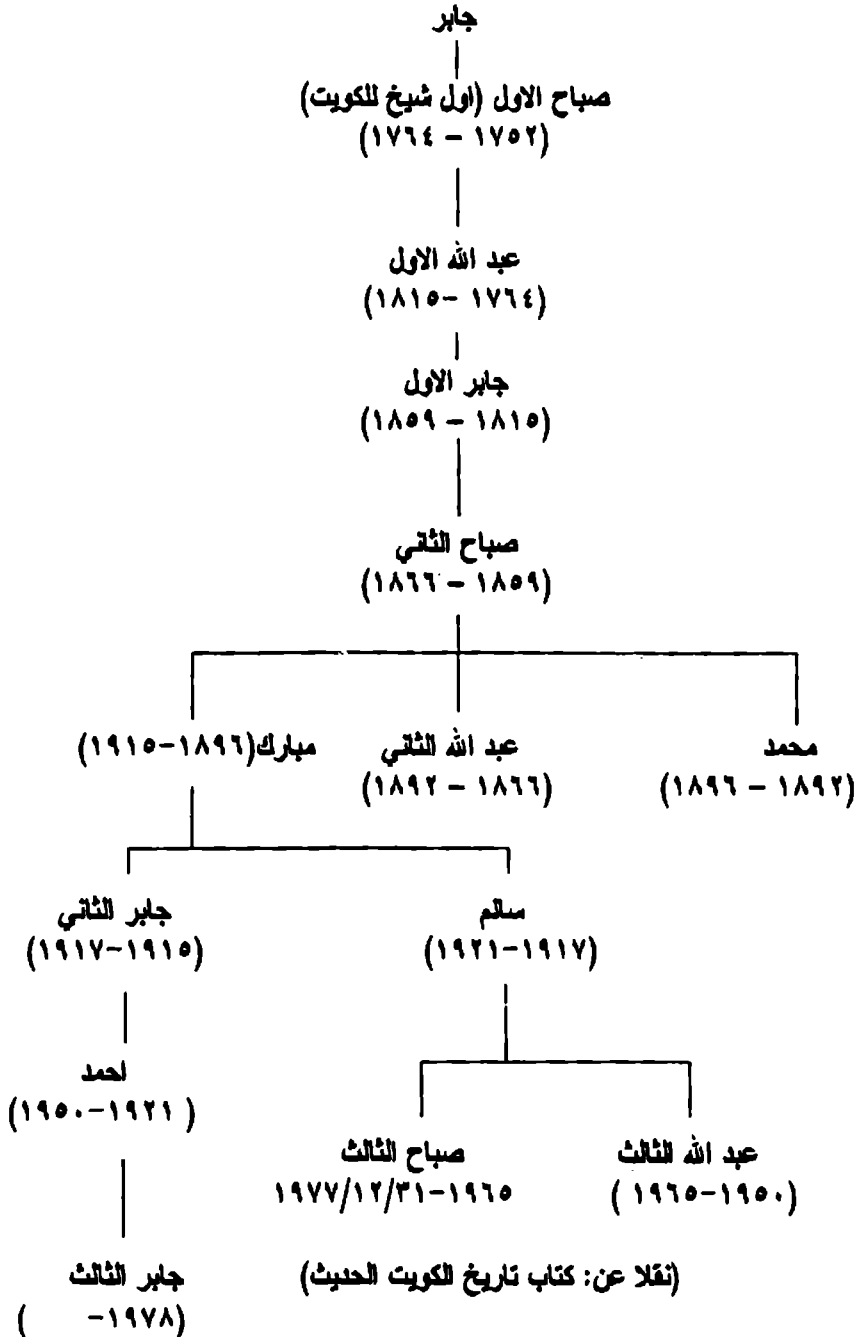 جابر
صباح الاول (اول شيخ للكويت)
(١٧٥٢ – ١٧٦٤)
عبد الله الاول
(١٧٦٤ -١٨١٥)
جابر الاول
(١٨١٥ – ١٨٥٩)
صباح الثاني
(١٨٥٩ – ١٨٦٦)
محمد
(١٨٩٢ – ١٨٩٦)
عبد الله الثاني
(١٨٦٦ – ١٨٩٢)
مبارك(١٨٩٦-١٩١٥)
سالم
(١٩١٧-١٩٢١)
جابر الثاني
(١٩١٥-١٩١٧)
احمد
(١٩٢١-١٩٥٠ )
عبد الله الثالث
(١٩٥٠-١٩٦٥ )
صباح الثالث
١٩٦٥-١٩٧٧/١٢/٣١
جابر الثالث
(١٩٧٨- )
(نقلا عن: كتاب تاريخ الكويت الحديث)